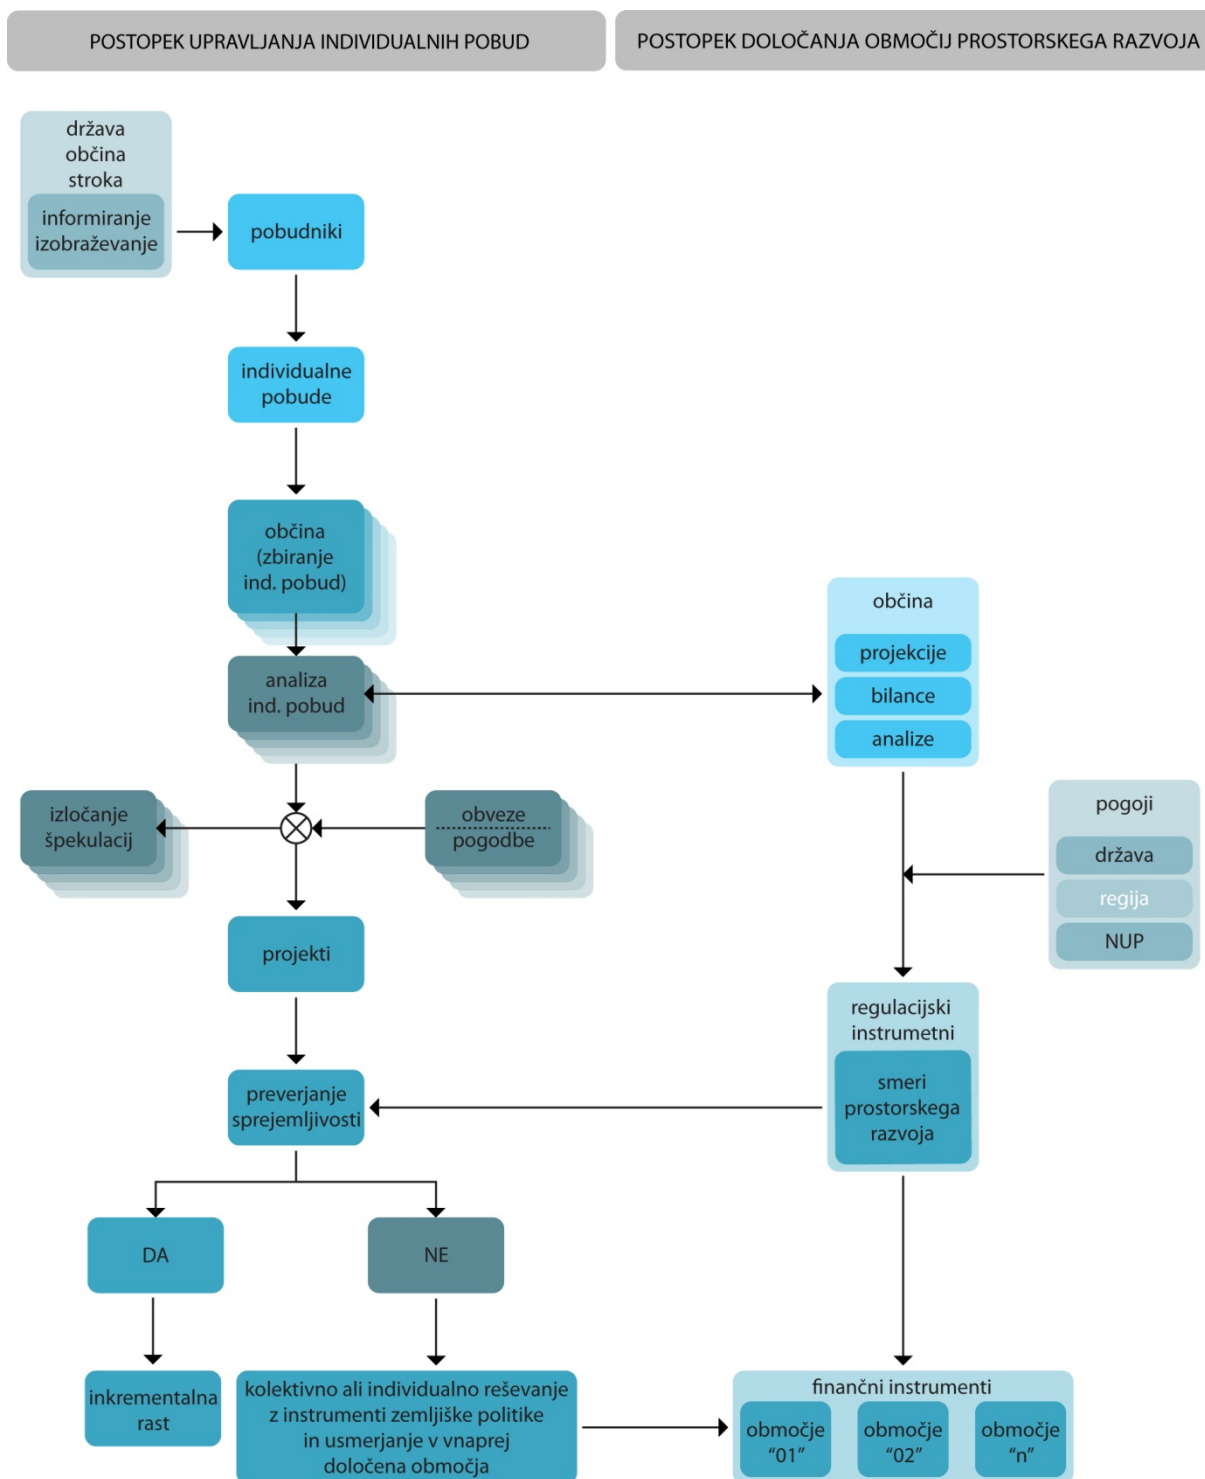 POSTOPEK UPRAVLJANJA INDIVIDUALNIH POBUD
POSTOPEK DOLOČANJA OBMOČIJ PROSTORSKEGA RAZVOJA
država
občina
stroka
informiranje
izobraževanje
pobudniki
individualne
pobude
občina
(zbiranje
ind. pobud)
analiza
ind. pobud
občina
projekcije
bilance
analize
izločanje
špekulacij
obveze
pogodbe
pogoji
država
regija
NUP
projekti
regulacijski
instrumetni
smeri
prostorskega
razvoja
preverjanje
sprejemljivosti
DA
NE
inkrementalna
rast
kolektivno ali individualno reševanje
z instrumenti zemljiške politike
in usmerjanje v vnaprej
določena območja
finančni instrumenti
območje
"01"
območje
"02"
območje
"n"